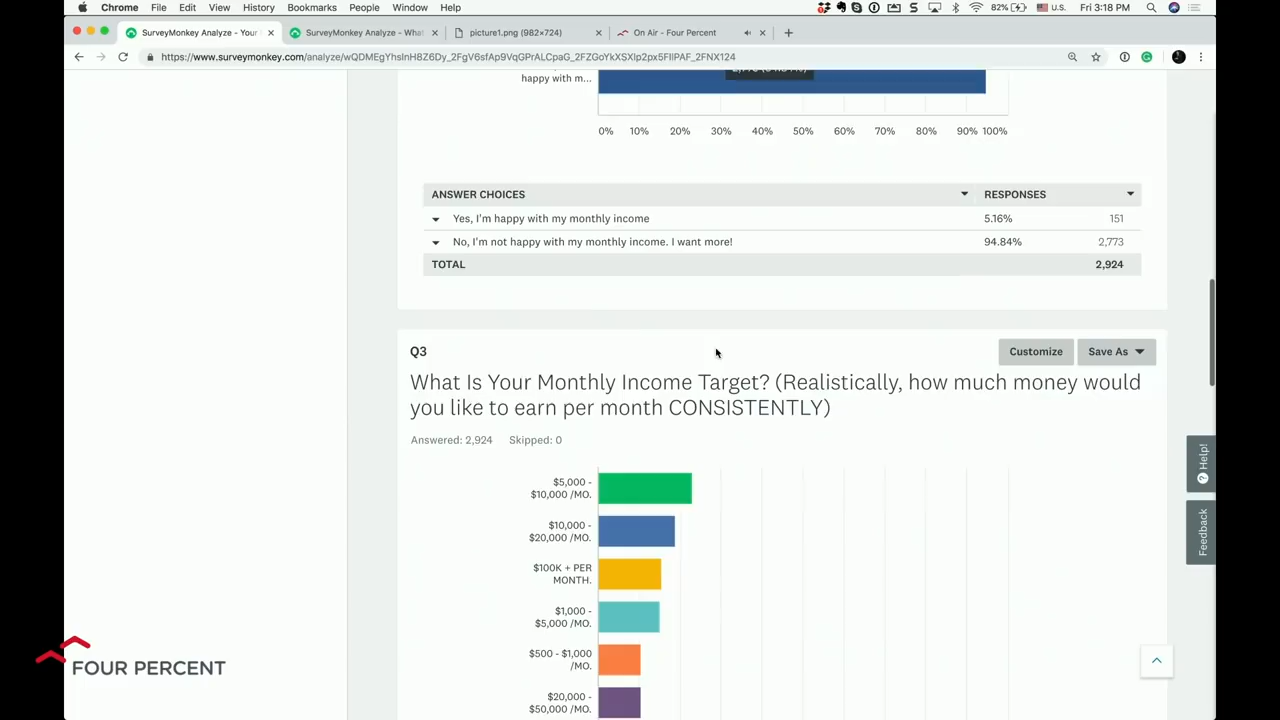 Chrome File Edit View History Bookmarks People Window Help 82% U.S. Fri 3:18 PM
SurveyMonkey Analyze - Your SurveyMonkey Analyze - What picture1.png (982×724) On Air - Four Percent
https://www.surveymonkey.com/analyze/
happy with m...
0% 10% 20% 30% 40% 50% 60% 70% 80% 90% 100%
ANSWER CHOICES RESPONSES
Yes, I'm happy with my monthly income 5.16% 151
No, I'm not happy with my monthly income. I want more! 94.84% 2,773
TOTAL 2,924
Q3 Customize Save As
What Is Your Monthly Income Target? (Realistically, how much money would
you like to earn per month CONSISTENTLY)
Answered: 2,924 Skipped: 0
$5,000 -
$10,000 /MO.
$10,000 -
$20,000 /MO.
$100K + PER
MONTH.
$1,000 -
$5,000 /MO.
$500 - $1,000
/MO.
$20,000 -
$50,000 /MO.
Help!
Feedback
FOUR PERCENT